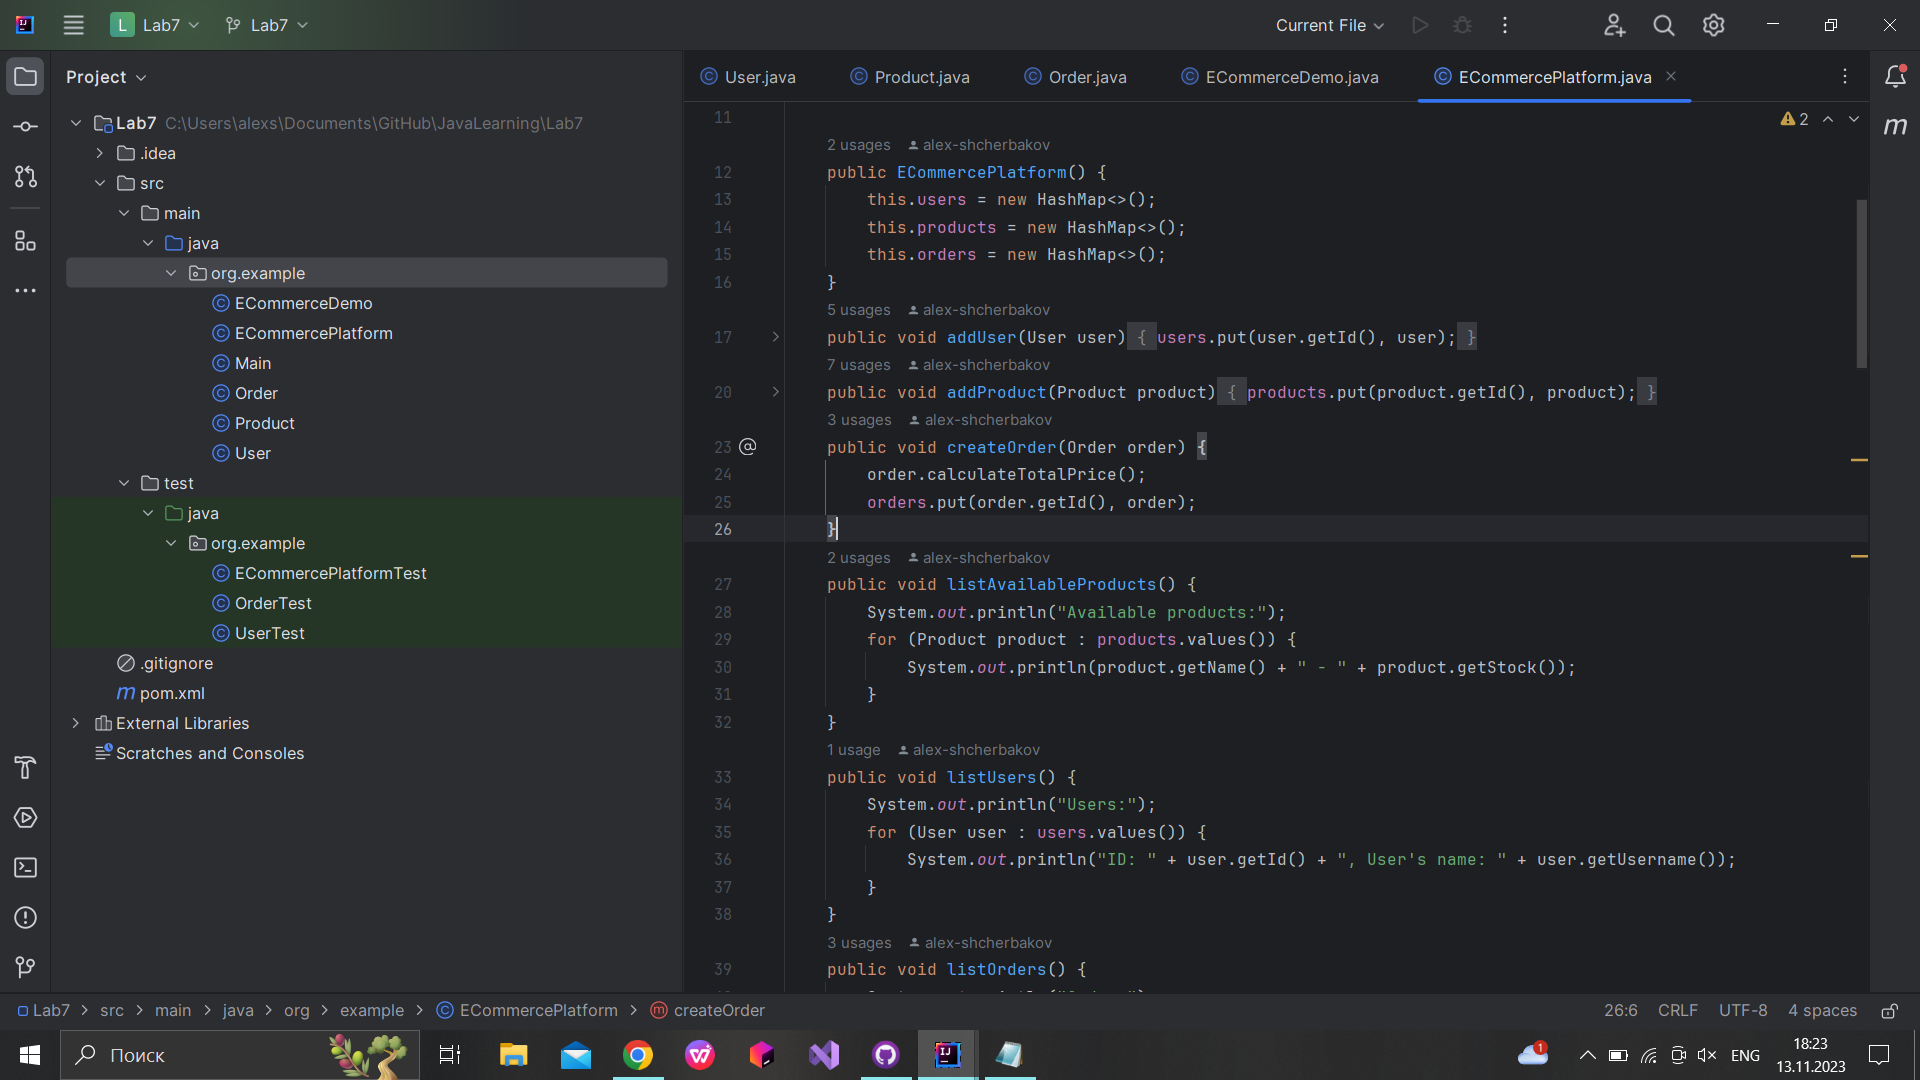 L Lab7 Lab7 Current File
Project
Lab7 C:\Users\alexs\Documents\GitHub\JavaLearning\Lab7
.idea
src
main
java
org.example
ECommerceDemo
ECommercePlatform
Main
Order
Product
User
test
java
org.example
ECommercePlatformTest
OrderTest
UserTest
.gitignore
m pom.xml
External Libraries
Scratches and Consoles
User.java Product.java Order.java ECommerceDemo.java ECommercePlatform.java
2
m
11
2 usages alex-shcherbakov
12 public ECommercePlatform() {
13 this.users = new HashMap<>();
14 this.products = new HashMap<>();
15 this.orders = new HashMap<>();
16 }
5 usages alex-shcherbakov
17 public void addUser(User user) { users.put(user.getId(), user); }
7 usages alex-shcherbakov
20 public void addProduct(Product product) { products.put(product.getId(), product); }
3 usages alex-shcherbakov
23 @ public void createOrder(Order order) {
24 order.calculateTotalPrice();
25 orders.put(order.getId(), order);
26 }
2 usages alex-shcherbakov
27 public void listAvailableProducts() {
28 System.out.println("Available products:");
29 for (Product product : products.values()) {
30 System.out.println(product.getName() + " - " + product.getStock());
31 }
32 }
1 usage alex-shcherbakov
33 public void listUsers() {
34 System.out.println("Users:");
35 for (User user : users.values()) {
36 System.out.println("ID: " + user.getId() + ", User's name: " + user.getUsername());
37 }
38 }
3 usages alex-shcherbakov
39 public void listOrders() {
Lab7 > src > main > java > org > example > ECommercePlatform > createOrder
26:6 CRLF UTF-8 4 spaces
Поиск
1
ENG
18:23
13.11.2023